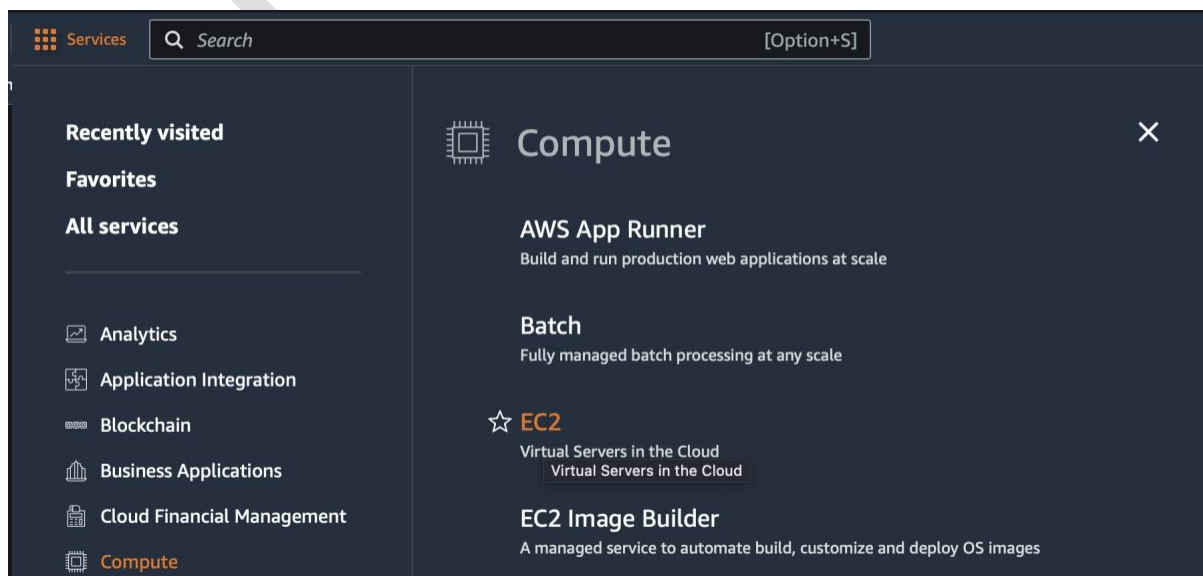 Services
Search [Option+S]
Recently visited
Favorites
All services
Analytics
Application Integration
Blockchain
Business Applications
Cloud Financial Management
Compute
Compute
AWS App Runner
Build and run production web applications at scale
Batch
Fully managed batch processing at any scale
EC2
Virtual Servers in the Cloud
Virtual Servers in the Cloud
EC2 Image Builder
A managed service to automate build, customize and deploy OS images